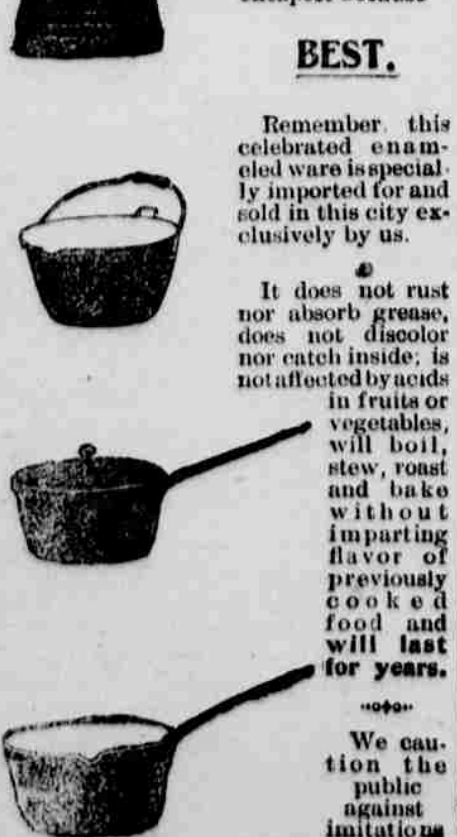 BEST.
Remember this
celebrated enam-
eled ware is special-
ly imported for and
sold in this city ex-
clusively by us.
It does not rust
nor absorb grease,
does not discolor
nor catch inside; is
not affected by acids
in fruits or
vegetables,
will boil,
stew, roast
and bake
without
imparting
flavor of
previously
cooked
food and
will last
for years.
We cau-
tion the
public
against
imitations